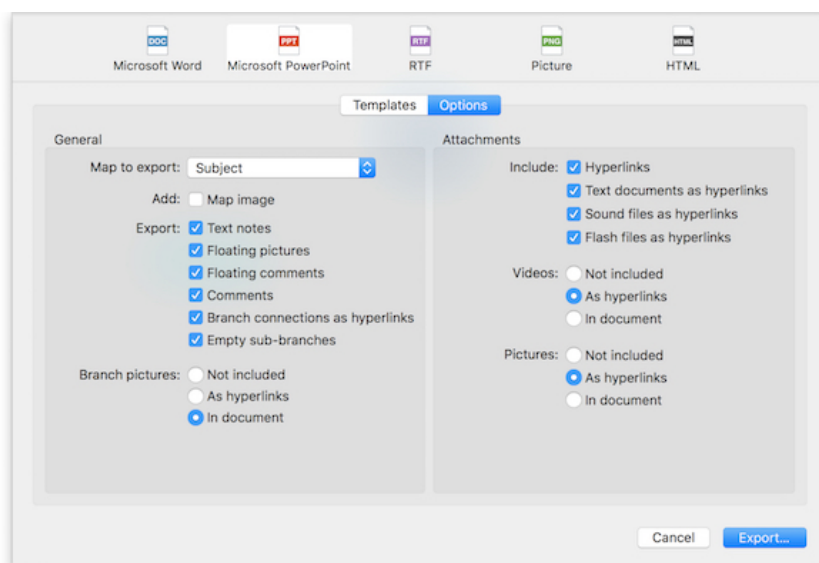 DOC PPT RTF PNG HTML
Microsoft Word Microsoft PowerPoint RTF Picture HTML
Templates Options
General
Map to export: Subject
Add: Map image
Export: Text notes
Floating pictures
Floating comments
Comments
Branch connections as hyperlinks
Empty sub-branches
Branch pictures: Not included
As hyperlinks
In document
Attachments
Include: Hyperlinks
Text documents as hyperlinks
Sound files as hyperlinks
Flash files as hyperlinks
Videos: Not included
As hyperlinks
In document
Pictures: Not included
As hyperlinks
In document
Cancel Export...